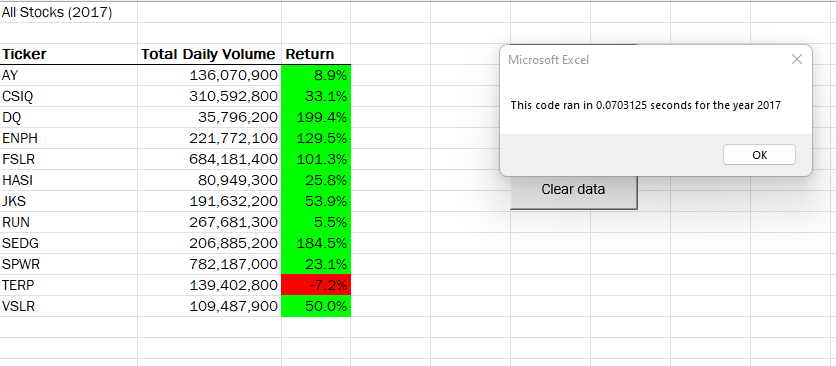 All Stocks (2017)
Ticker Total Daily Volume Return
AY 136,070,900 8.9%
CSIQ 310,592,800 33.1%
DQ 35,796,200 199.4%
ENPH 221,772,100 129.5%
FSLR 684,181,400 101.3%
HASI 80,949,300 25.8%
JKS 191,632,200 53.9%
RUN 267,681,300 5.5%
SEDG 206,885,200 184.5%
SPWR 782,187,000 23.1%
TERP 139,402,800 -7.2%
VSLR 109,487,900 50.0%
Microsoft Excel
This code ran in 0.0703125 seconds for the year 2017
OK
Clear data